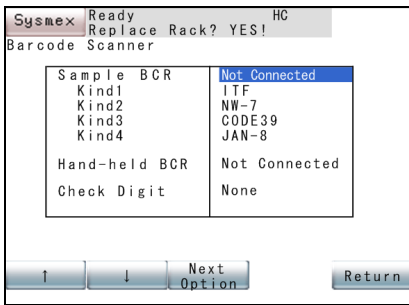 Sysmex Ready HC
Replace Rack? YES!
Barcode Scanner
Sample BCR Not Connected
Kind1 ITF
Kind2 NW-7
Kind3 CODE39
Kind4 JAN-8
Hand-held BCR Not Connected
Check Digit None
↑ ↓ Next Option Return